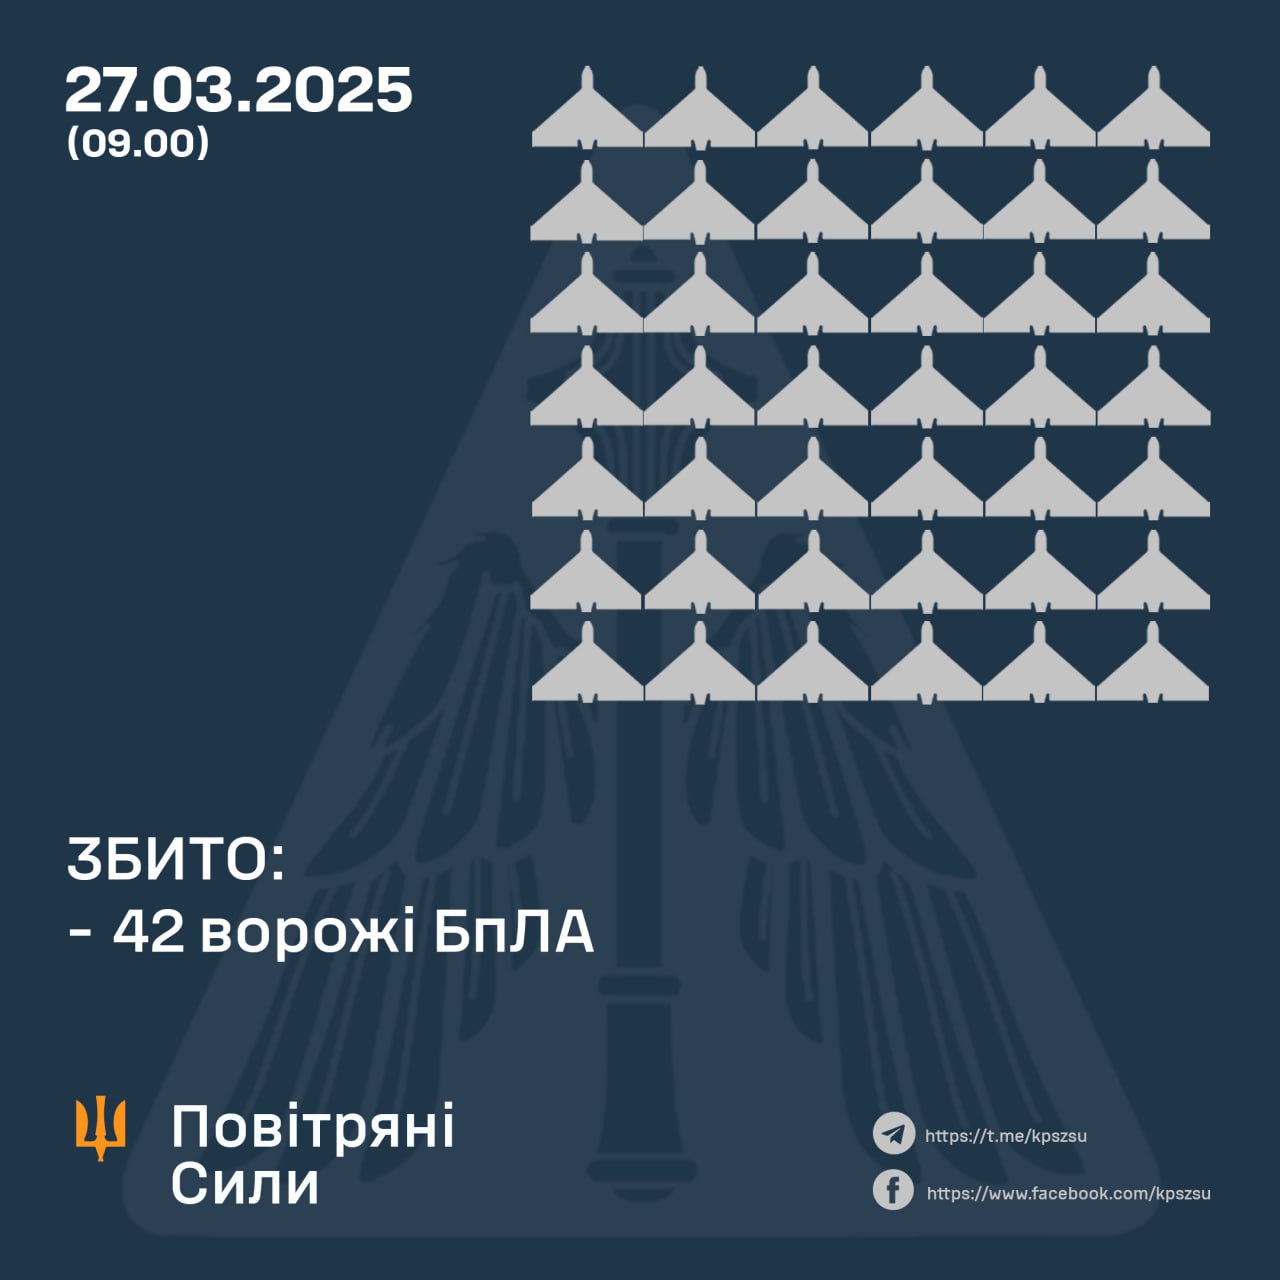 27.03.2025
(09.00)
ЗБИТО:
- 42 ворожі БпЛА
Повітряні
Сили
https://t.me/kpszsu
https://www.facebook.com/kpszsu